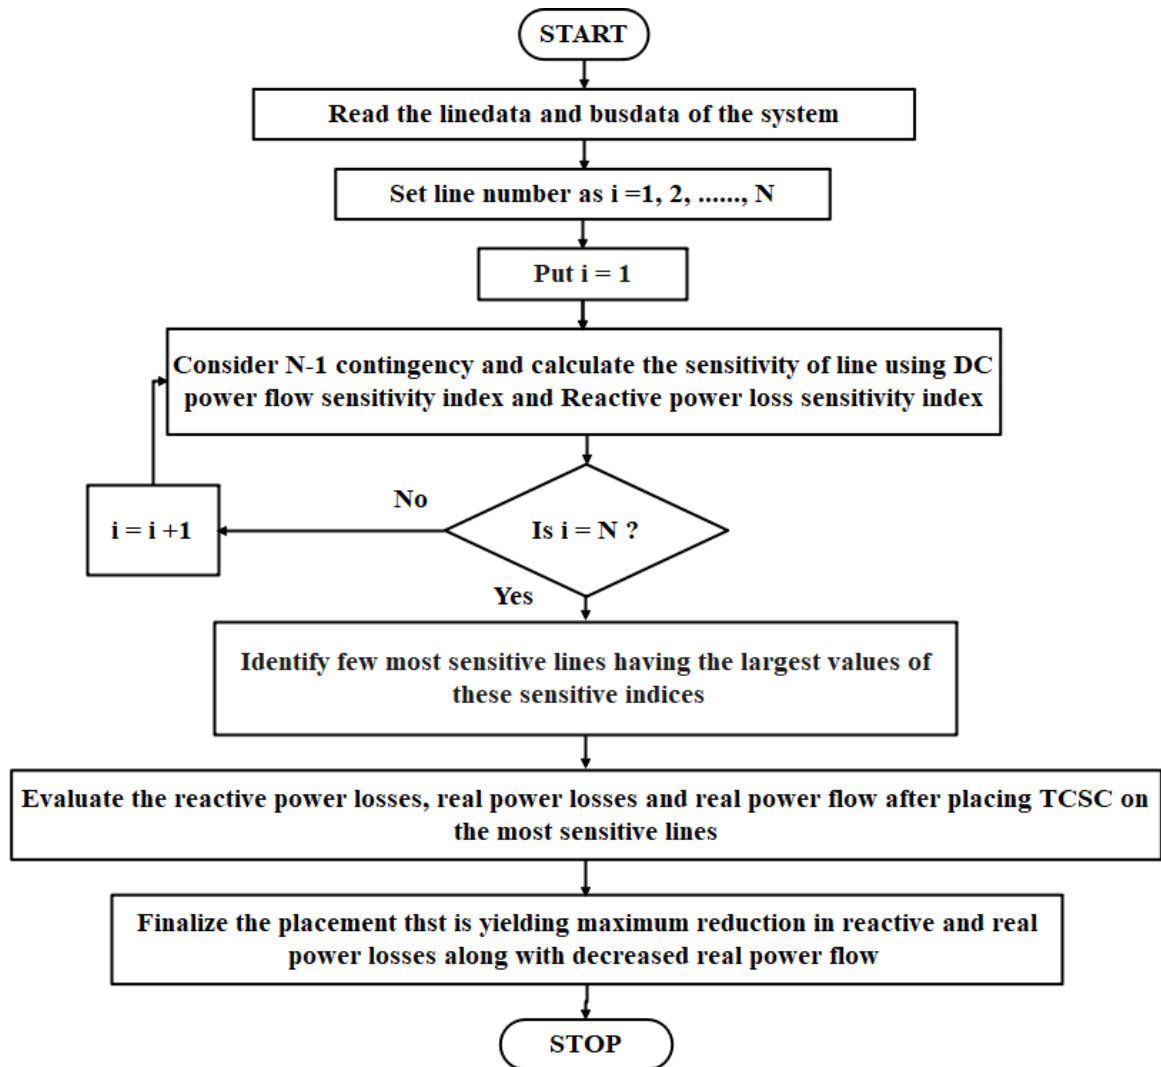 START
Read the linedata and busdata of the system
Set line number as i =1, 2, ......, N
Put i = 1
Consider N-1 contingency and calculate the sensitivity of line using DC
power flow sensitivity index and Reactive power loss sensitivity index
No
i = i +1
Is i = N ?
Yes
Identify few most sensitive lines having the largest values of
these sensitive indices
Evaluate the reactive power losses, real power losses and real power flow after placing TCSC on
the most sensitive lines
Finalize the placement thst is yielding maximum reduction in reactive and real
power losses along with decreased real power flow
STOP